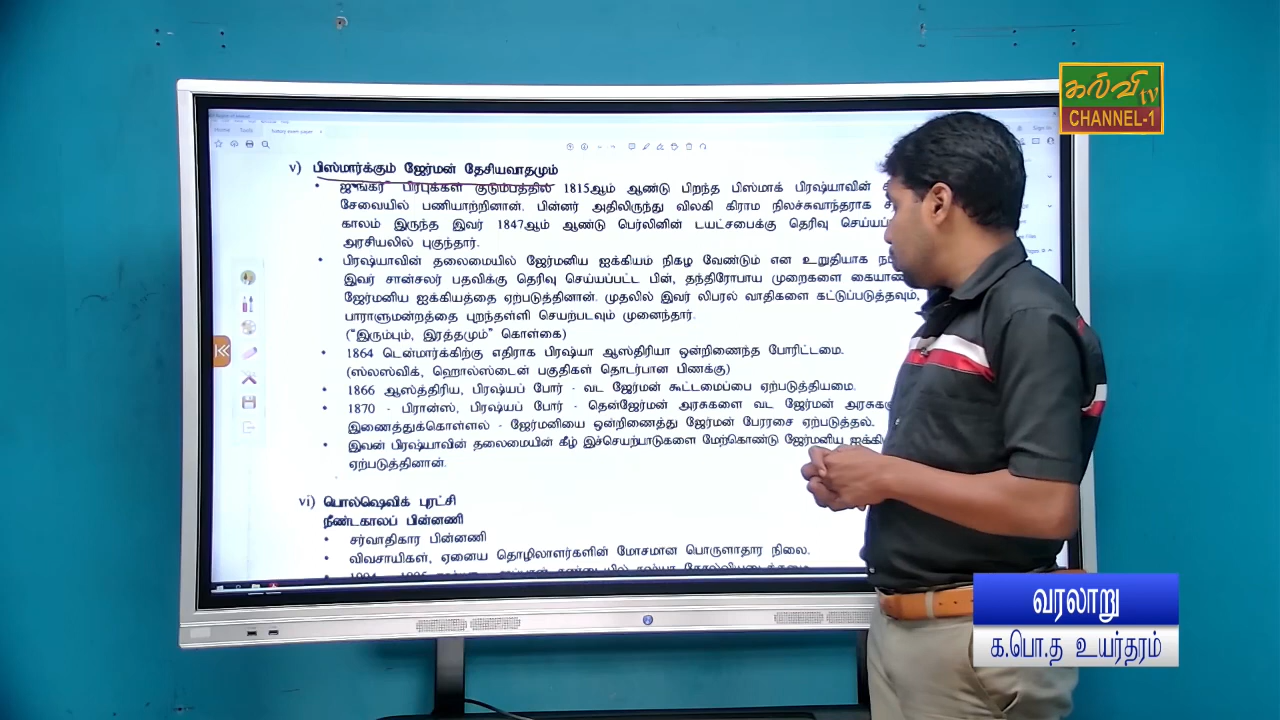 கல்வி tv
CHANNEL-1
Home Tools
Sign In
v) பிஸ்மார்க்கும் ஜேர்மன் தேசியவாதமும்
• ஜுங்கர் பிரபுக்கள் குடும்பத்தில் 1815ஆம் ஆண்டு பிறந்த பிஸ்மாக் பிரஷ்யாவின்
சேவையில் பணியாற்றினான். பின்னர் அதிலிருந்து விலகி கிராம நிலச்சுவாந்தராக
காலம் இருந்த இவர் 1847ஆம் ஆண்டு பெர்லினின் டயட்சபைக்கு தெரிவு
அரசியலில் புகுந்தார்.
• பிரஷ்யாவின் தலைமையில் ஜேர்மனிய ஐக்கியம் நிகழ வேண்டும் என உறுதியாக
இவர் சான்சலர் பதவிக்கு தெரிவு செய்யப்பட்ட பின், தந்திரோபாய முறைகளை
ஜேர்மனிய ஐக்கியத்தை ஏற்படுத்தினான். முதலில் இவர் லிபரல் வாதிகளை கட்டுப்படுத்தவும்,
பாராளுமன்றத்தை புறந்தள்ளி செயற்படவும் முனைந்தார்.
("இரும்பும், இரத்தமும்" கொள்கை)
• 1864 டென்மார்க்கிற்கு எதிராக பிரஷ்யா ஆஸ்திரியா ஒன்றிணைந்த போரிட்டமை.
(ஸ்லஸ்விக், ஹொல்ஸ்டைன் பகுதிகள் தொடர்பான பிணக்கு)
• 1866 ஆஸ்த்திரிய, பிரஷ்யப் போர் - வட ஜேர்மன் கூட்டமைப்பை ஏற்படுத்தியமை.
• 1870 - பிரான்ஸ், பிரஷ்யப் போர் - தென்ஜேர்மன் அரசுகளை வட ஜேர்மன்
இணைத்துக்கொள்ளல் - ஜேர்மனியை ஒன்றிணைத்து ஜேர்மன் பேரரசை ஏற்படுத்தல்.
• இவன் பிரஷ்யாவின் தலைமையின் கீழ் இச்செயற்பாடுகளை மேற்கொண்டு ஜேர்மனிய
ஏற்படுத்தினான்.
vi) பொல்ஷெவிக் புரட்சி
நீண்டகாலப் பின்னணி
• சர்வாதிகார பின்னணி
• விவசாயிகள், ஏனைய தொழிலாளர்களின் மோசமான பொருளாதார நிலை.
வரலாறு
க.பொ.த உயர்தரம்